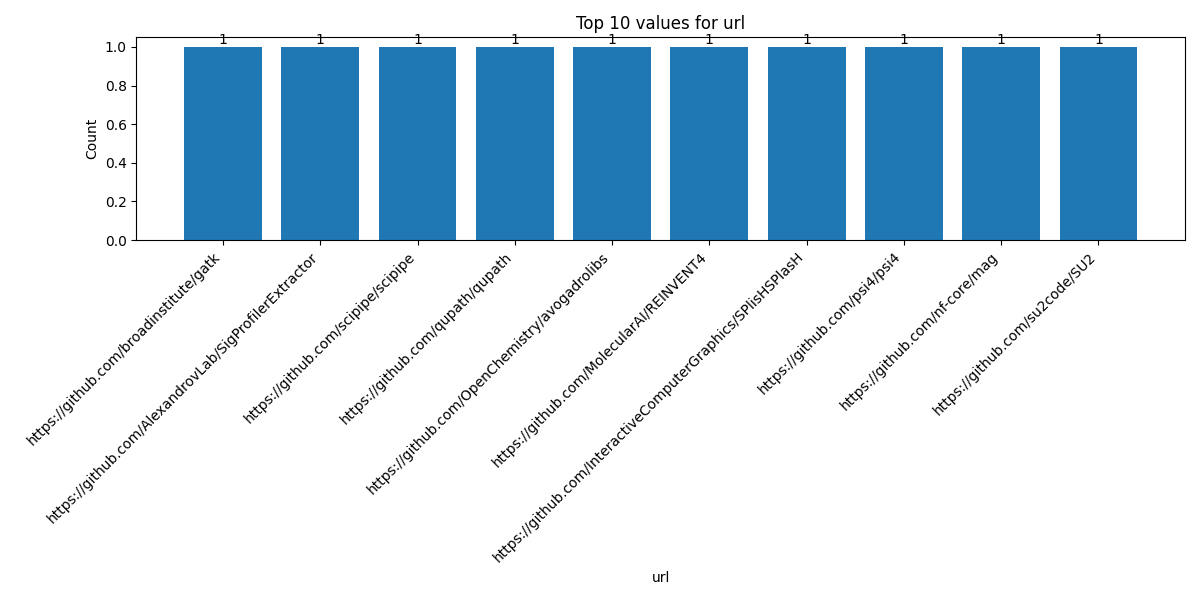 Top 10 values for url
1 1 1 1 1 1 1 1 1 1
Count
1.0
0.8
0.6
0.4
0.2
0.0
https://github.com/broadinstitute/gatk
https://github.com/AlexandrovLab/SigProfilerExtractor
https://github.com/scipipe/scipipe
https://github.com/qupath/qupath
https://github.com/OpenChemistry/avogadrolibs
https://github.com/MolecularAI/REINVENT4
https://github.com/InteractiveComputerGraphics/SPlisHSPlasH
https://github.com/psi4/psi4
https://github.com/nf-core/mag
https://github.com/su2code/SU2
url